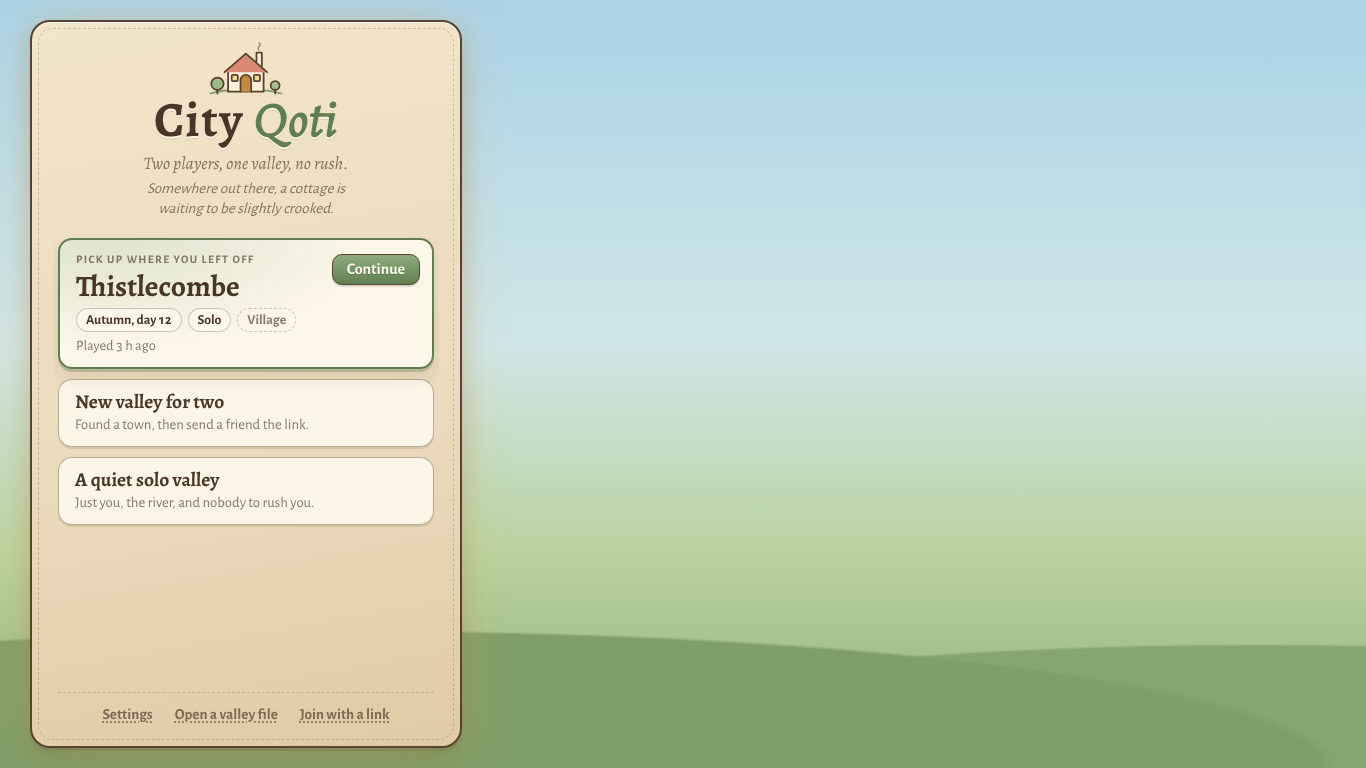 City Qoti
Two players, one valley, no rush.
Somewhere out there, a cottage is
waiting to be slightly crooked.
PICK UP WHERE YOU LEFT OFF
Continue
Thistlecombe
Autumn, day 12 Solo Village
Played 3 h ago
New valley for two
Found a town, then send a friend the link.
A quiet solo valley
Just you, the river, and nobody to rush you.
Settings Open a valley file Join with a link